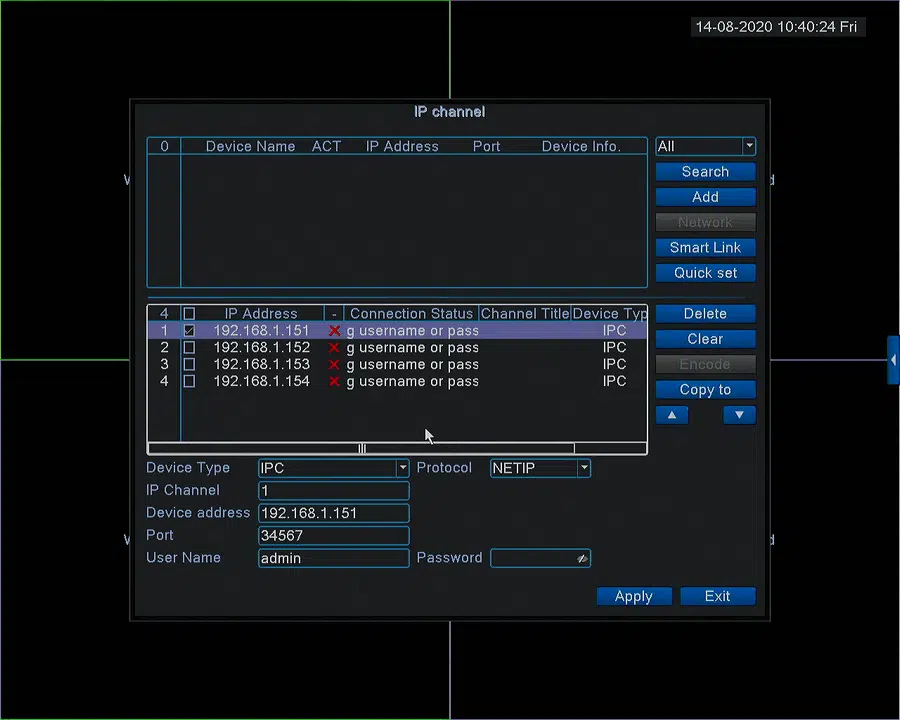 14-08-2020 10:40:24 Fri
IP channel
0 Device Name ACT IP Address Port Device Info.
All
Search
Add
Network
Smart Link
Quick set
4 IP Address - Connection Status Channel Title Device Typ
1 192.168.1.151 g username or pass IPC
2 192.168.1.152 g username or pass IPC
3 192.168.1.153 g username or pass IPC
4 192.168.1.154 g username or pass IPC
Delete
Clear
Encode
Copy to
Device Type IPC Protocol NETIP
IP Channel 1
Device address 192.168.1.151
Port 34567
User Name admin Password
Apply Exit